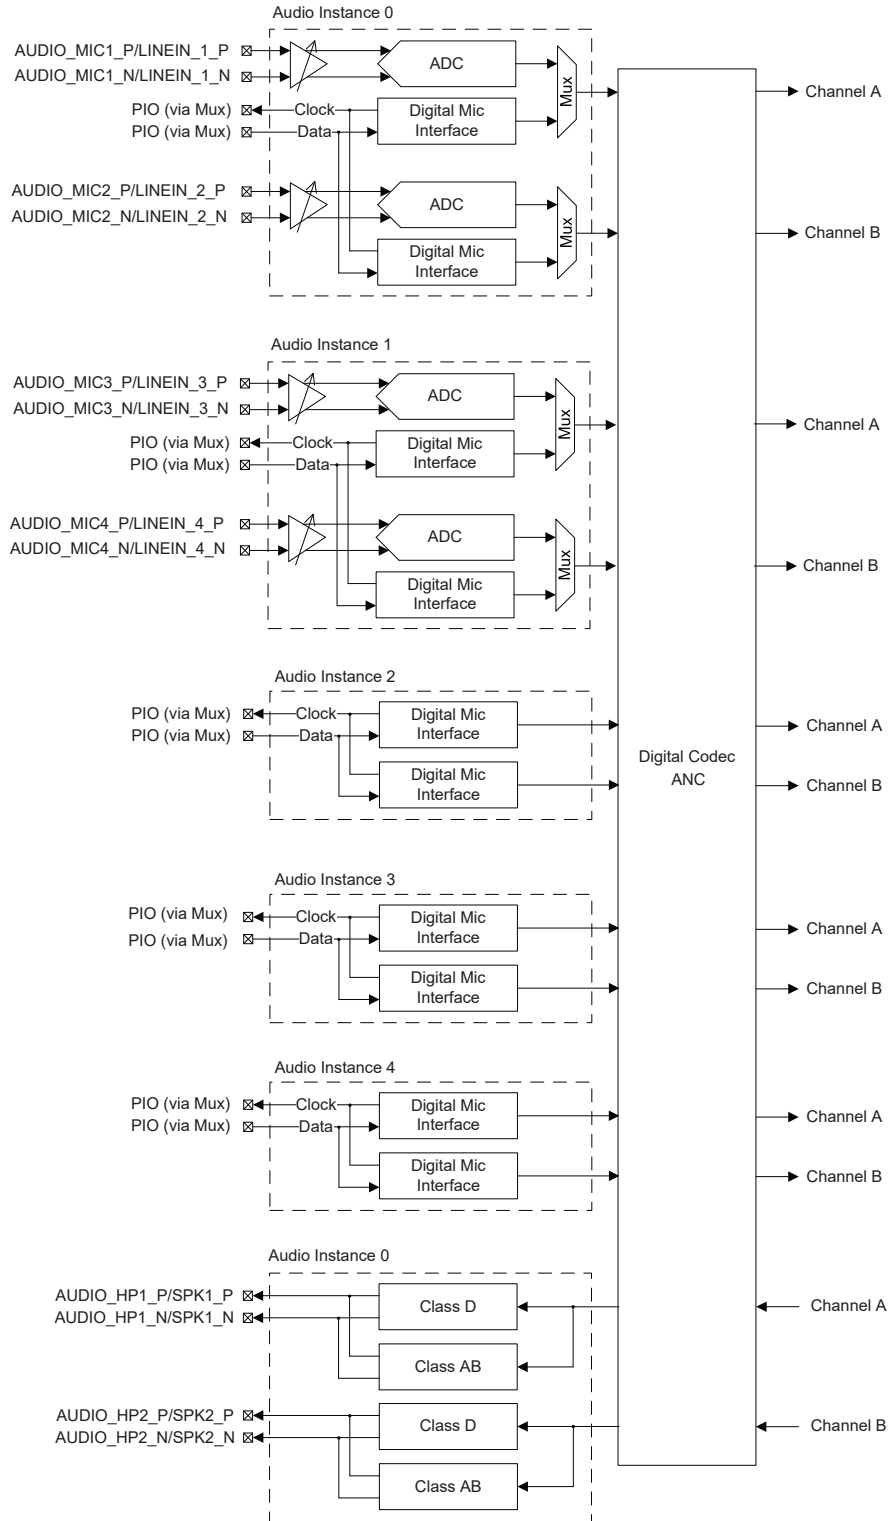 Audio Instance 0
AUDIO_MIC1_P/LINEIN_1_P
AUDIO_MIC1_N/LINEIN_1_N
ADC
Mux
Channel A
PIO (via Mux)
Clock
PIO (via Mux)
Data
Digital Mic
Interface
AUDIO_MIC2_P/LINEIN_2_P
AUDIO_MIC2_N/LINEIN_2_N
ADC
Mux
Channel B
Digital Mic
Interface
Audio Instance 1
AUDIO_MIC3_P/LINEIN_3_P
AUDIO_MIC3_N/LINEIN_3_N
ADC
Mux
Channel A
PIO (via Mux)
Clock
PIO (via Mux)
Data
Digital Mic
Interface
AUDIO_MIC4_P/LINEIN_4_P
AUDIO_MIC4_N/LINEIN_4_N
ADC
Mux
Channel B
Digital Mic
Interface
Audio Instance 2
PIO (via Mux)
Clock
PIO (via Mux)
Data
Digital Mic
Interface
Channel A
Digital Mic
Interface
Digital Codec
ANC
Channel B
Audio Instance 3
PIO (via Mux)
Clock
PIO (via Mux)
Data
Digital Mic
Interface
Channel A
Digital Mic
Interface
Channel B
Audio Instance 4
PIO (via Mux)
Clock
PIO (via Mux)
Data
Digital Mic
Interface
Channel A
Digital Mic
Interface
Channel B
Audio Instance 0
AUDIO_HP1_P/SPK1_P
AUDIO_HP1_N/SPK1_N
Class D
Channel A
Class AB
AUDIO_HP2_P/SPK2_P
AUDIO_HP2_N/SPK2_N
Class D
Channel B
Class AB